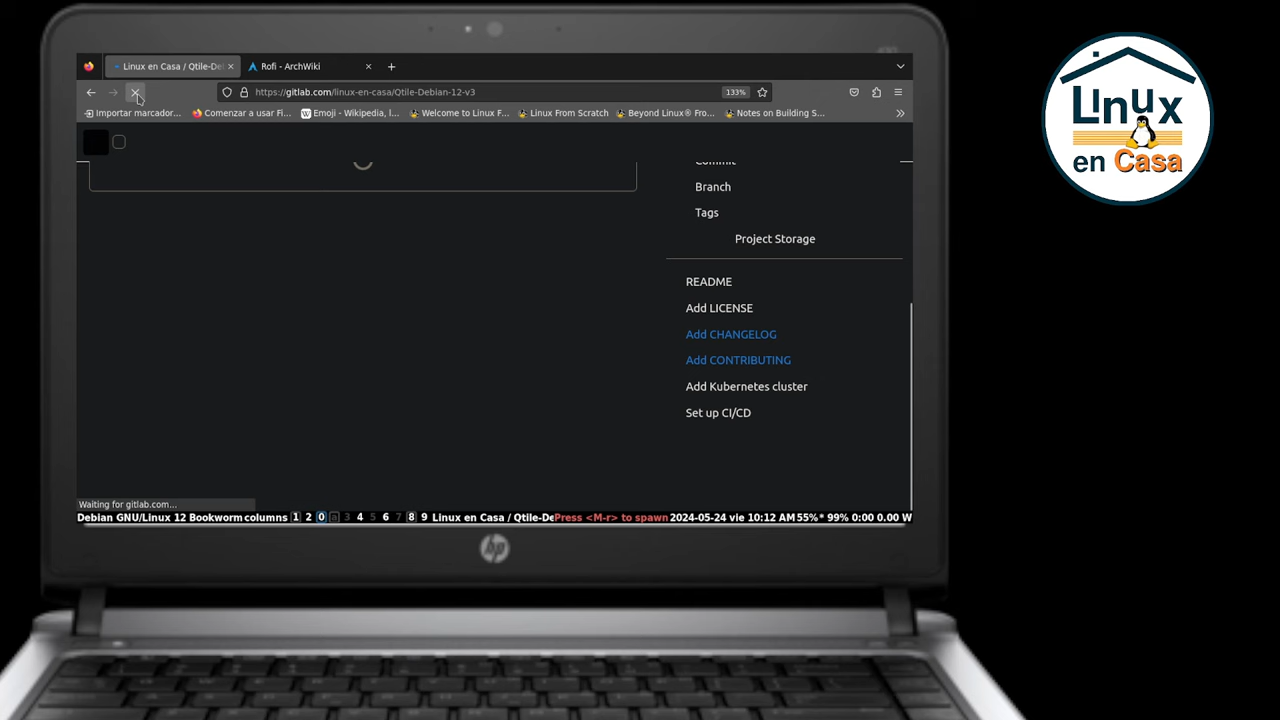 Linux en Casa / Qtile-De
Rofi - ArchWiki
https://gitlab.com/linux-en-casa/Qtile-Debian-12-v3
133%
Importar marcador...
Comenzar a usar Fi...
Emoji - Wikipedia, l...
Welcome to Linux F...
Linux From Scratch
Beyond Linux® Fro...
Notes on Building S...
Commit
Branch
Tags
Project Storage
README
Add LICENSE
Add CHANGELOG
Add CONTRIBUTING
Add Kubernetes cluster
Set up CI/CD
Waiting for gitlab.com...
Debian GNU/Linux 12 Bookworm columns 1 2 0 a 3 4 5 6 7 8 9 Linux en Casa / Qtile-De Press <M-r> to spawn 2024-05-24 vie 10:12 AM 55%* 99% 0:00 0.00 W
hp
Linux
en Casa